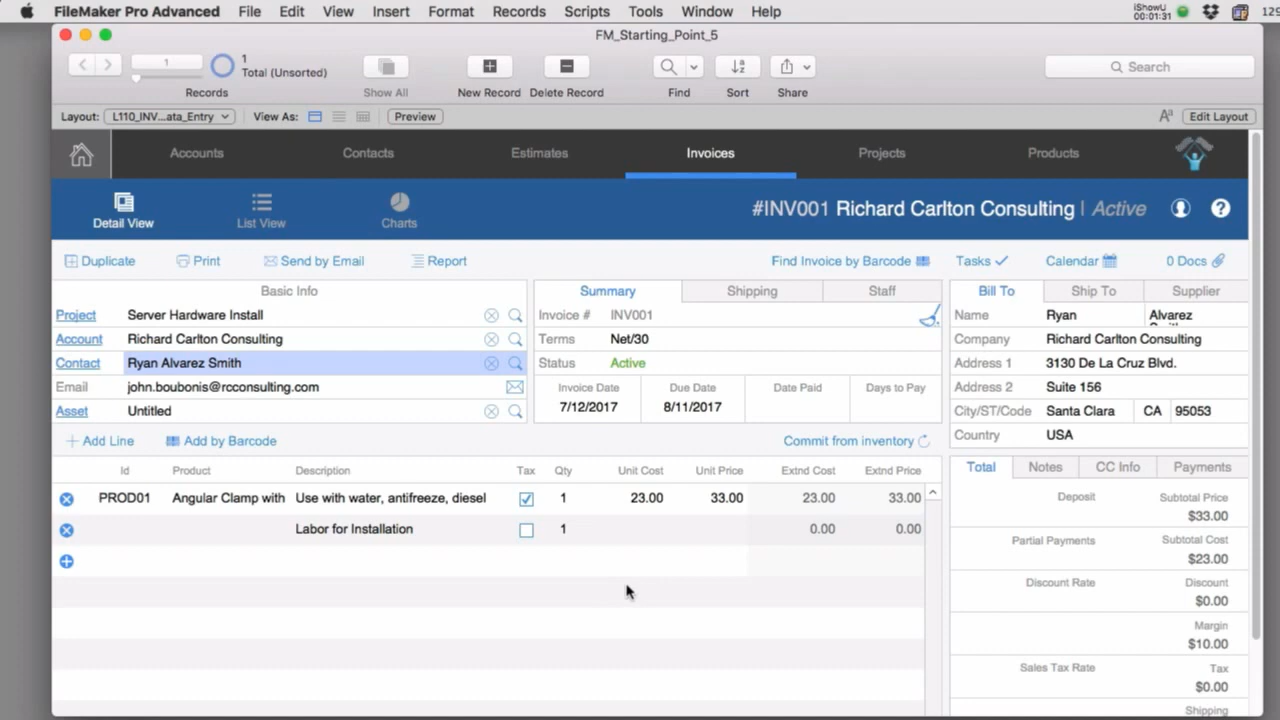 FileMaker Pro Advanced File Edit View Insert Format Records Scripts Tools Window Help iShowU 00:01:31
FM_Starting_Point_5
1 1 Total (Unsorted)
Records Show All New Record Delete Record Find Sort Share Search
Layout: L110_INV...ata_Entry View As: Preview Aa Edit Layout
Accounts Contacts Estimates Invoices Projects Products
Detail View List View Charts #INV001 Richard Carlton Consulting | Active ?
Duplicate Print Send by Email Report Find Invoice by Barcode Tasks Calendar 0 Docs
Basic Info Summary Shipping Staff Bill To Ship To Supplier
Project Server Hardware Install Invoice # INV001 Name Ryan Alvarez
Account Richard Carlton Consulting Terms Net/30 Company Richard Carlton Consulting
Contact Ryan Alvarez Smith Status Active Address 1 3130 De La Cruz Blvd.
Email john.boubonis@rcconsulting.com Invoice Date Due Date Date Paid Days to Pay Address 2 Suite 156
Asset Untitled 7/12/2017 8/11/2017 City/ST/Code Santa Clara CA 95053
Country USA
Add Line Add by Barcode Commit from inventory
Id Product Description Tax Qty Unit Cost Unit Price Extnd Cost Extnd Price Total Notes CC Info Payments
PROD01 Angular Clamp with Use with water, antifreeze, diesel 1 23.00 33.00 23.00 33.00
Labor for Installation 1 0.00 0.00
Deposit Subtotal Price
$33.00
Partial Payments Subtotal Cost
$23.00
Discount Rate Discount
$0.00
Margin
$10.00
Sales Tax Rate Tax
$0.00
Shipping